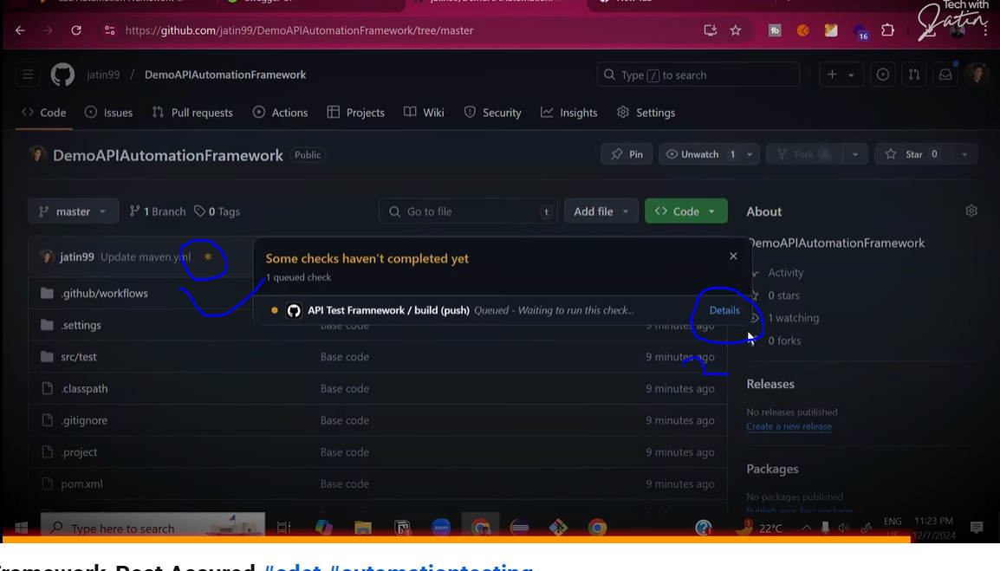 Tech with
Jatin
https://github.com/jatin99/DemoAPIAutomationFramework/tree/master
16
jatin99 / DemoAPIAutomationFramework
Type / to search
Code Issues Pull requests Actions Projects Wiki Security Insights Settings
DemoAPIAutomationFramework Public
Pin Unwatch 1 Fork 0 Star 0
master 1 Branch 0 Tags Go to file t Add file Code
About
DemoAPIAutomationFramework
jatin99 Update maven.yml
Some checks haven't completed yet
1 queued check
API Test Framnework / build (push) Queued - Waiting to run this check... Details
Activity
0 stars
1 watching
0 forks
.github/workflows
.settings Base code 9 minutes ago
src/test Base code 9 minutes ago
.classpath Base code 9 minutes ago
.gitignore Base code 9 minutes ago
.project Base code 9 minutes ago
pom.xml Base code 9 minutes ago
Releases
No releases published
Create a new release
Packages
No packages published
Publish your first package
Type here to search
zoom
1
22°C
ENG
US
11:23 PM
12/7/2024
Framework Rest Assured #sdet #automationtesting